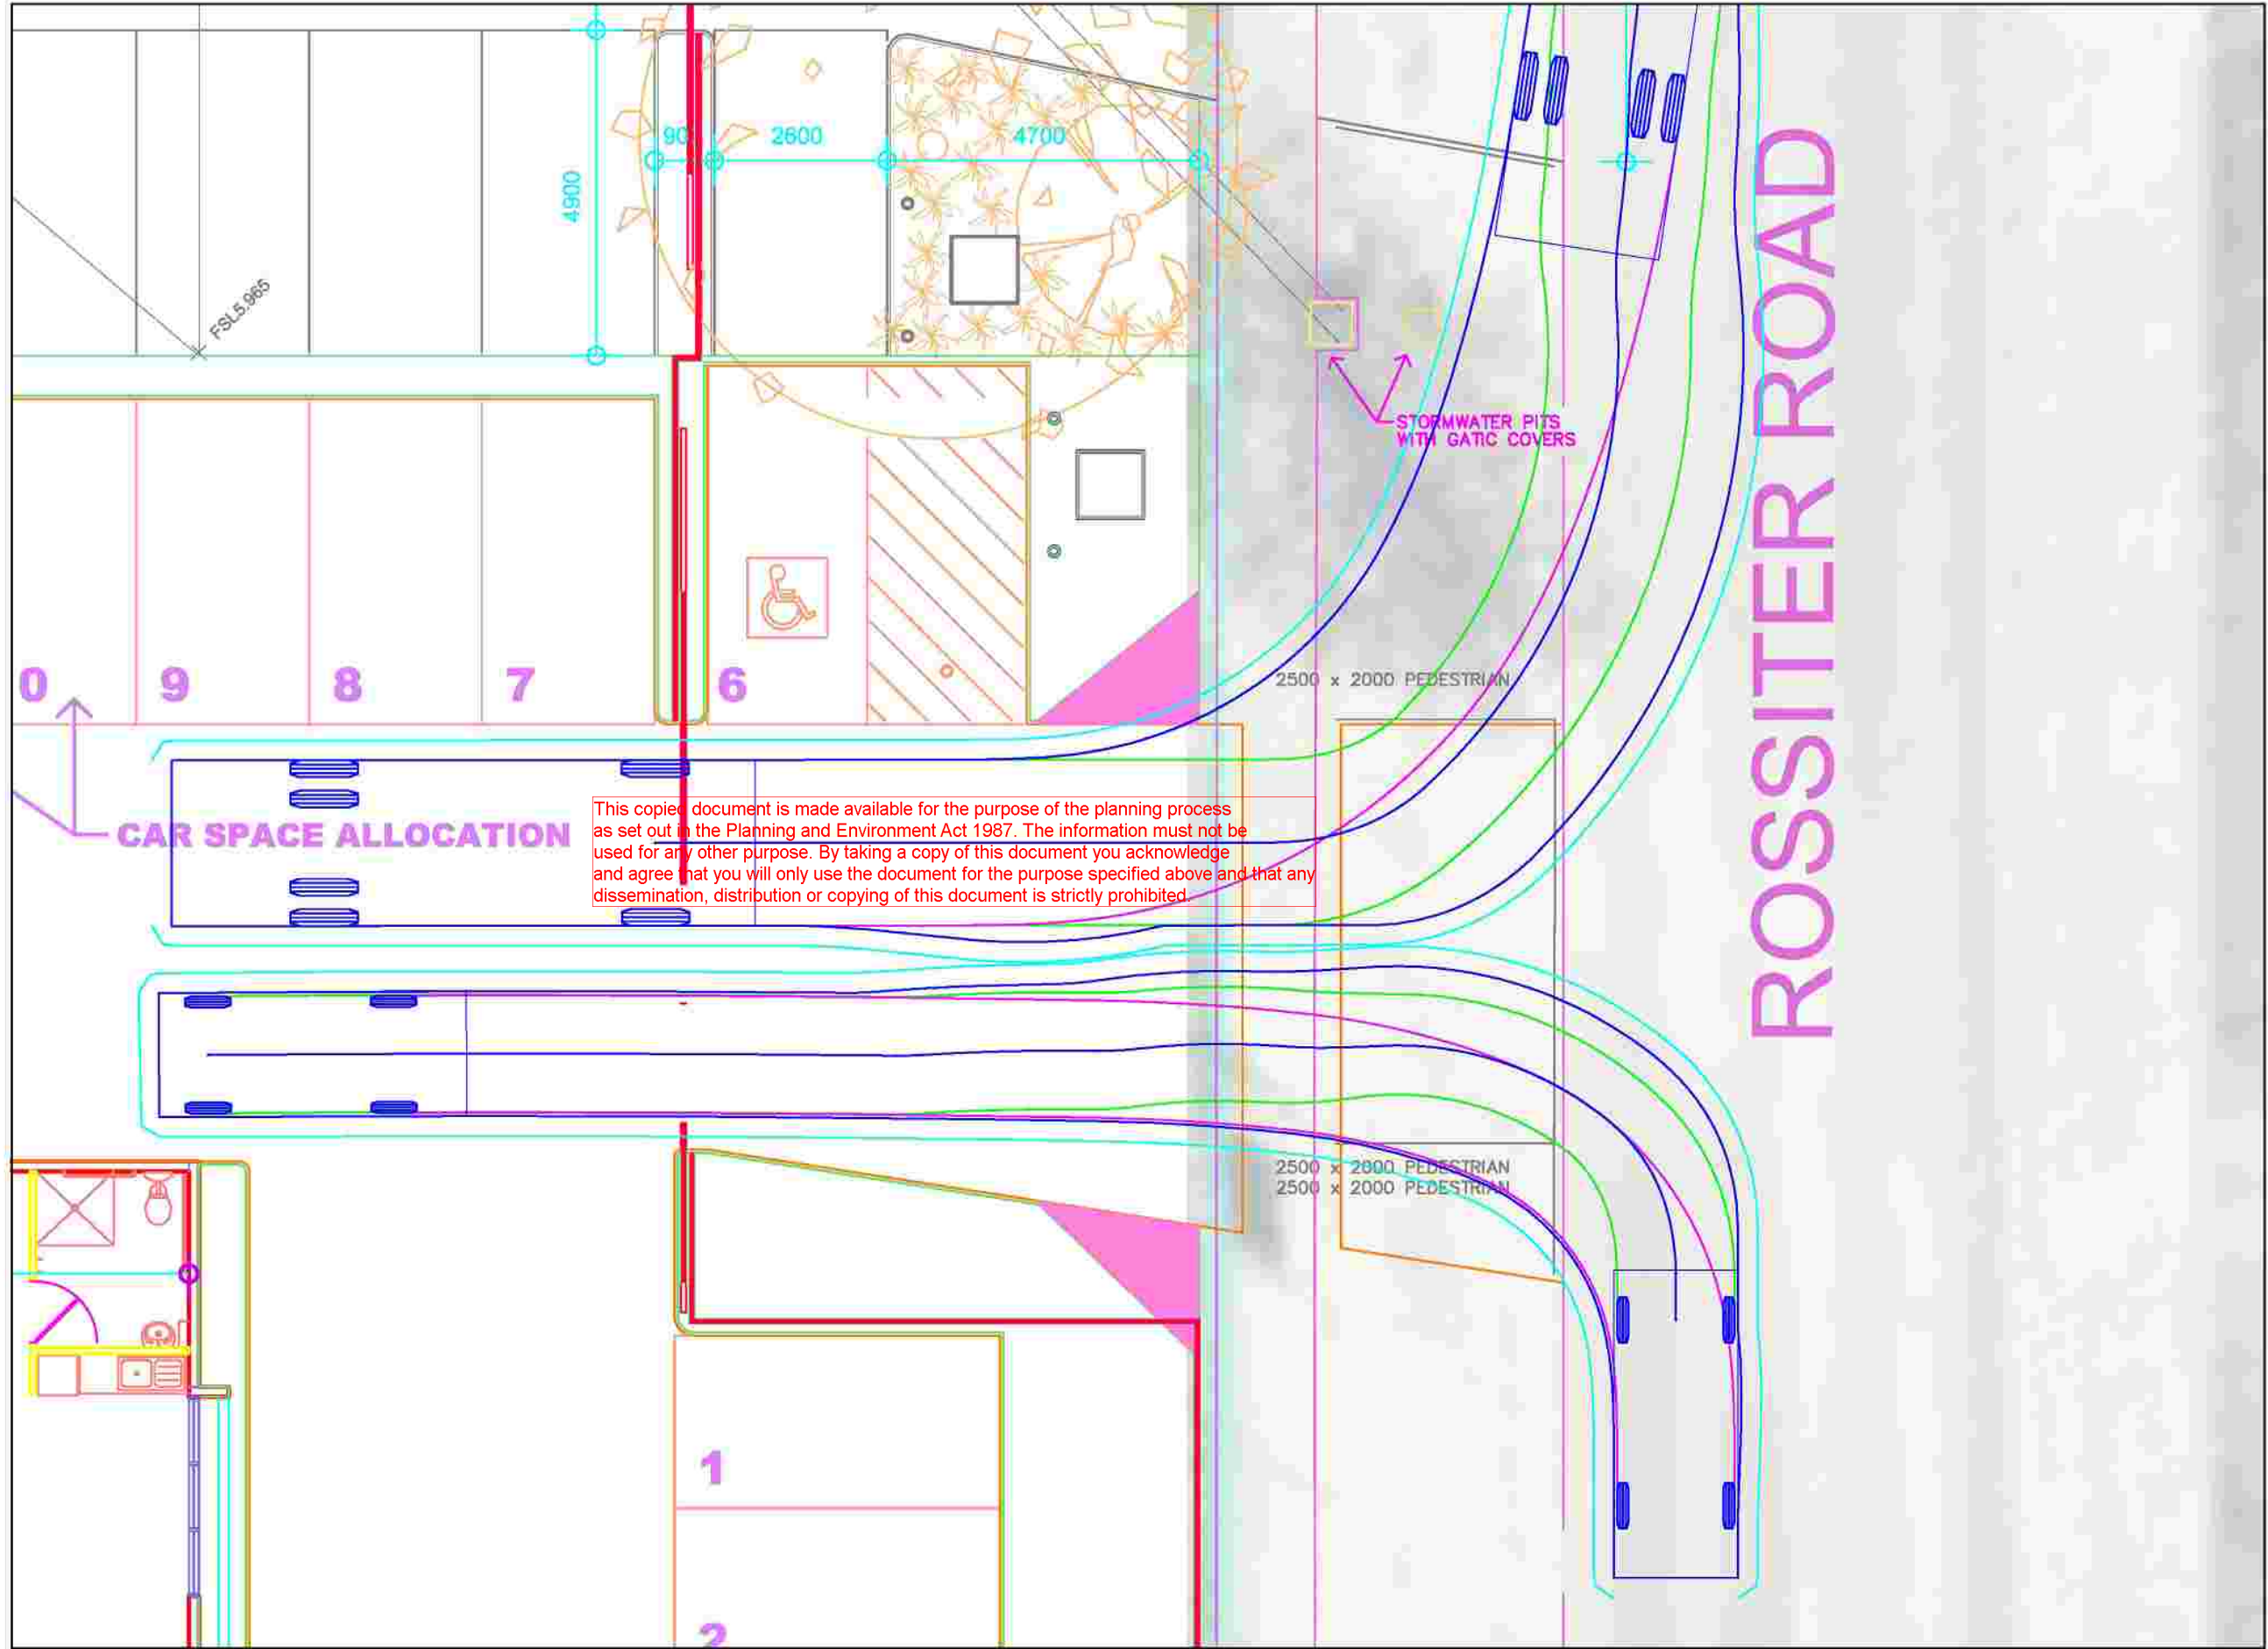 90
2600
4700
4900
FSL5.965
ROSSITER ROAD
STORMWATER PITS
WITH GATIC COVERS
0
9
8
7
6
2500 x 2000 PEDESTRIAN
CAR SPACE ALLOCATION
This copied document is made available for the purpose of the planning process
as set out in the Planning and Environment Act 1987. The information must not be
used for any other purpose. By taking a copy of this document you acknowledge
and agree that you will only use the document for the purpose specified above and that any
dissemination, distribution or copying of this document is strictly prohibited.
2500 x 2000 PEDESTRIAN
2500 x 2000 PEDESTRIAN
1
2